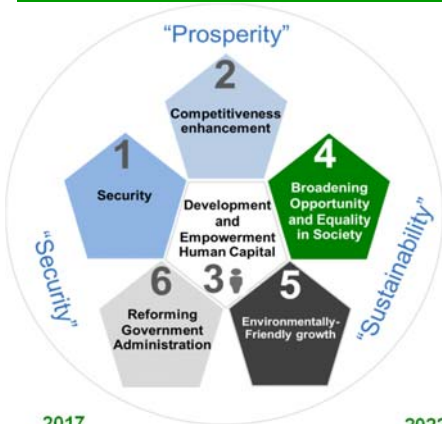 “Prosperity”
2
Competitiveness
enhancement
1
Security
4
Broadening
Opportunity
and Equality
in Society
Development
and
Empowerment
Human Capital
3
6
Reforming
Government
Administration
5
Environmentally-
Friendly growth
“Security”
“Sustainability”
2017